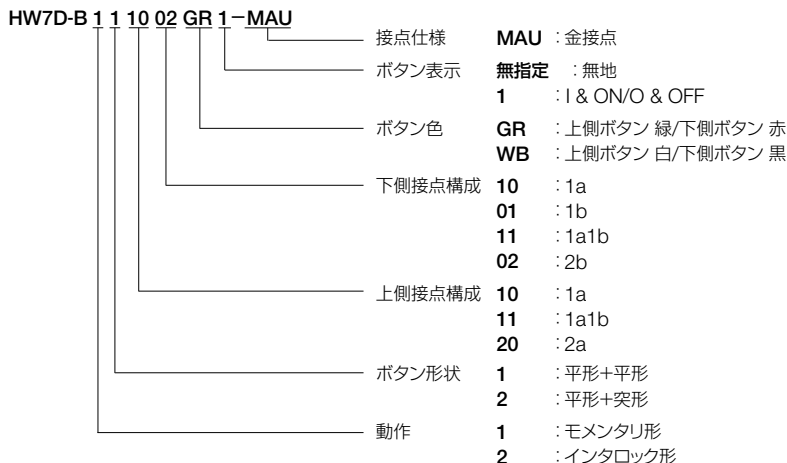 HW7D-B 1 1 10 02 GR 1-MAU
接点仕様 MAU :金接点
ボタン表示 無指定 :無地
1 :I & ON/O & OFF
ボタン色 GR :上側ボタン 緑/下側ボタン 赤
WB :上側ボタン 白/下側ボタン 黒
下側接点構成 10 :1a
01 :1b
11 :1a1b
02 :2b
上側接点構成 10 :1a
11 :1a1b
20 :2a
ボタン形状 1 :平形+平形
2 :平形+突形
動作 1 :モメンタリ形
2 :インタロック形